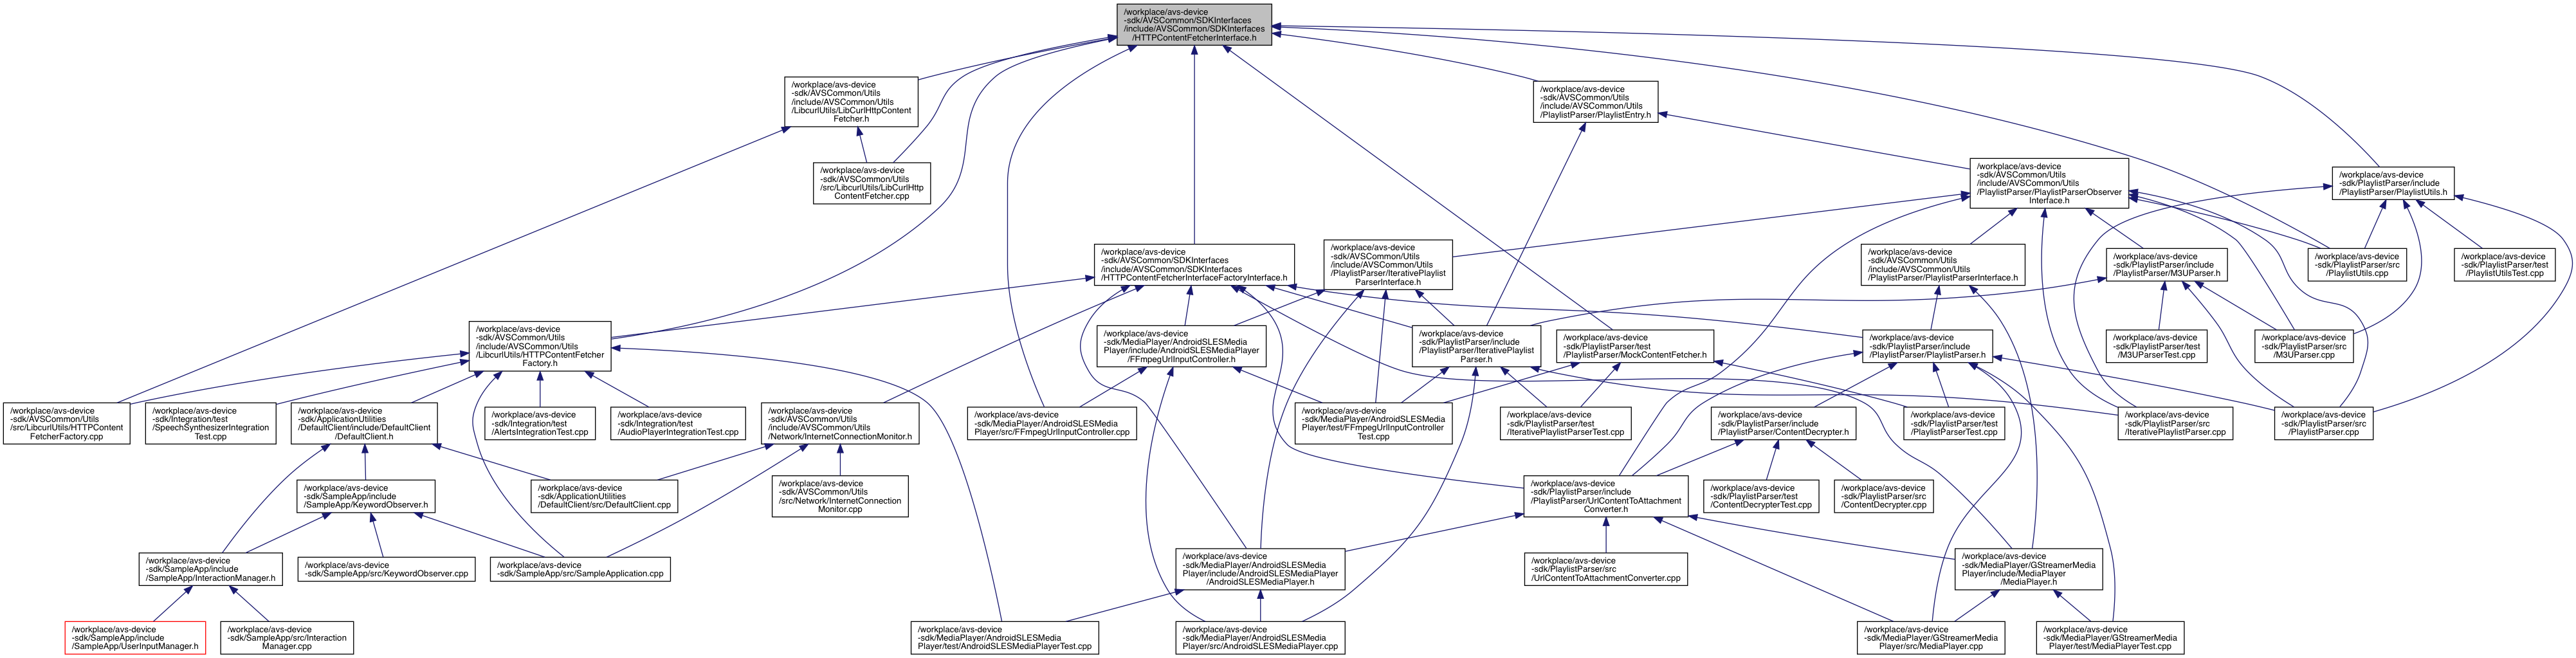 /workplace/avs-device
-sdk/AVSCommon/SDKInterfaces
/include/AVSCommon/SDKInterfaces
/HTTPContentFetcherInterface.h
/workplace/avs-device
-sdk/AVSCommon/Utils
/include/AVSCommon/Utils
/LibcurlUtils/LibCurlHttpContent
Fetcher.h
/workplace/avs-device
-sdk/AVSCommon/Utils
/include/AVSCommon/Utils
/PlaylistParser/PlaylistEntry.h
/workplace/avs-device
-sdk/AVSCommon/Utils
/src/LibcurlUtils/LibCurlHttp
ContentFetcher.cpp
/workplace/avs-device
-sdk/AVSCommon/Utils
/include/AVSCommon/Utils
/PlaylistParser/PlaylistParserObserver
Interface.h
/workplace/avs-device
-sdk/PlaylistParser/include
/PlaylistParser/PlaylistUtils.h
/workplace/avs-device
-sdk/AVSCommon/SDKInterfaces
/include/AVSCommon/SDKInterfaces
/HTTPContentFetcherInterfaceFactoryInterface.h
/workplace/avs-device
-sdk/AVSCommon/Utils
/include/AVSCommon/Utils
/PlaylistParser/IterativePlaylist
ParserInterface.h
/workplace/avs-device
-sdk/AVSCommon/Utils
/include/AVSCommon/Utils
/PlaylistParser/PlaylistParserInterface.h
/workplace/avs-device
-sdk/PlaylistParser/include
/PlaylistParser/M3UParser.h
/workplace/avs-device
-sdk/PlaylistParser/src
/PlaylistUtils.cpp
/workplace/avs-device
-sdk/PlaylistParser/test
/PlaylistUtilsTest.cpp
/workplace/avs-device
-sdk/AVSCommon/Utils
/include/AVSCommon/Utils
/LibcurlUtils/HTTPContentFetcher
Factory.h
/workplace/avs-device
-sdk/MediaPlayer/AndroidSLESMedia
Player/include/AndroidSLESMediaPlayer
/FFmpegUrlInputController.h
/workplace/avs-device
-sdk/PlaylistParser/include
/PlaylistParser/IterativePlaylist
Parser.h
/workplace/avs-device
-sdk/PlaylistParser/test
/PlaylistParser/MockContentFetcher.h
/workplace/avs-device
-sdk/PlaylistParser/include
/PlaylistParser/PlaylistParser.h
/workplace/avs-device
-sdk/PlaylistParser/test
/M3UParserTest.cpp
/workplace/avs-device
-sdk/PlaylistParser/src
/M3UParser.cpp
/workplace/avs-device
-sdk/AVSCommon/Utils
/src/LibcurlUtils/HTTPContent
FetcherFactory.cpp
/workplace/avs-device
-sdk/Integration/test
/SpeechSynthesizerIntegration
Test.cpp
/workplace/avs-device
-sdk/ApplicationUtilities
/DefaultClient/include/DefaultClient
/DefaultClient.h
/workplace/avs-device
-sdk/Integration/test
/AlertsIntegrationTest.cpp
/workplace/avs-device
-sdk/Integration/test
/AudioPlayerIntegrationTest.cpp
/workplace/avs-device
-sdk/AVSCommon/Utils
/include/AVSCommon/Utils
/Network/InternetConnectionMonitor.h
/workplace/avs-device
-sdk/MediaPlayer/AndroidSLESMedia
Player/src/FFmpegUrlInputController.cpp
/workplace/avs-device
-sdk/MediaPlayer/AndroidSLESMedia
Player/test/FFmpegUrlInputController
Test.cpp
/workplace/avs-device
-sdk/PlaylistParser/test
/IterativePlaylistParserTest.cpp
/workplace/avs-device
-sdk/PlaylistParser/include
/PlaylistParser/ContentDecrypter.h
/workplace/avs-device
-sdk/PlaylistParser/test
/PlaylistParserTest.cpp
/workplace/avs-device
-sdk/PlaylistParser/src
/IterativePlaylistParser.cpp
/workplace/avs-device
-sdk/PlaylistParser/src
/PlaylistParser.cpp
/workplace/avs-device
-sdk/SampleApp/include
/SampleApp/KeywordObserver.h
/workplace/avs-device
-sdk/ApplicationUtilities
/DefaultClient/src/DefaultClient.cpp
/workplace/avs-device
-sdk/AVSCommon/Utils
/src/Network/InternetConnection
Monitor.cpp
/workplace/avs-device
-sdk/PlaylistParser/include
/PlaylistParser/UrlContentToAttachment
Converter.h
/workplace/avs-device
-sdk/PlaylistParser/test
/ContentDecrypterTest.cpp
/workplace/avs-device
-sdk/PlaylistParser/src
/ContentDecrypter.cpp
/workplace/avs-device
-sdk/SampleApp/include
/SampleApp/InteractionManager.h
/workplace/avs-device
-sdk/SampleApp/src/KeywordObserver.cpp
/workplace/avs-device
-sdk/SampleApp/src/SampleApplication.cpp
/workplace/avs-device
-sdk/MediaPlayer/AndroidSLESMedia
Player/include/AndroidSLESMediaPlayer
/AndroidSLESMediaPlayer.h
/workplace/avs-device
-sdk/PlaylistParser/src
/UrlContentToAttachmentConverter.cpp
/workplace/avs-device
-sdk/MediaPlayer/GStreamerMedia
Player/include/MediaPlayer
/MediaPlayer.h
/workplace/avs-device
-sdk/SampleApp/include
/SampleApp/UserInputManager.h
/workplace/avs-device
-sdk/SampleApp/src/Interaction
Manager.cpp
/workplace/avs-device
-sdk/MediaPlayer/AndroidSLESMedia
Player/test/AndroidSLESMediaPlayerTest.cpp
/workplace/avs-device
-sdk/MediaPlayer/AndroidSLESMedia
Player/src/AndroidSLESMediaPlayer.cpp
/workplace/avs-device
-sdk/MediaPlayer/GStreamerMedia
Player/src/MediaPlayer.cpp
/workplace/avs-device
-sdk/MediaPlayer/GStreamerMedia
Player/test/MediaPlayerTest.cpp